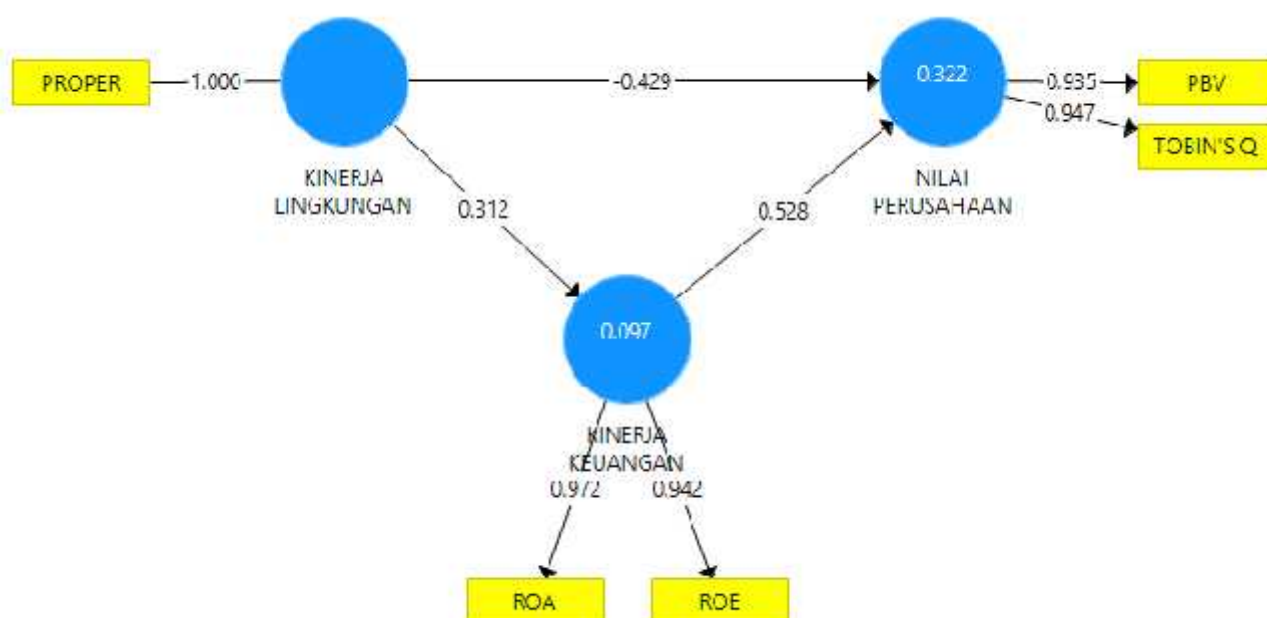 PROPER
1.000
-0.429
0.322
0.935
PBV
0.947
TOBIN'S Q
KINERJA
LINGKUNGAN
NILAI
PERUSAHAAN
0.312
0.528
0.097
KINERJA
KEUANGAN
0.972
0.942
ROA
ROE